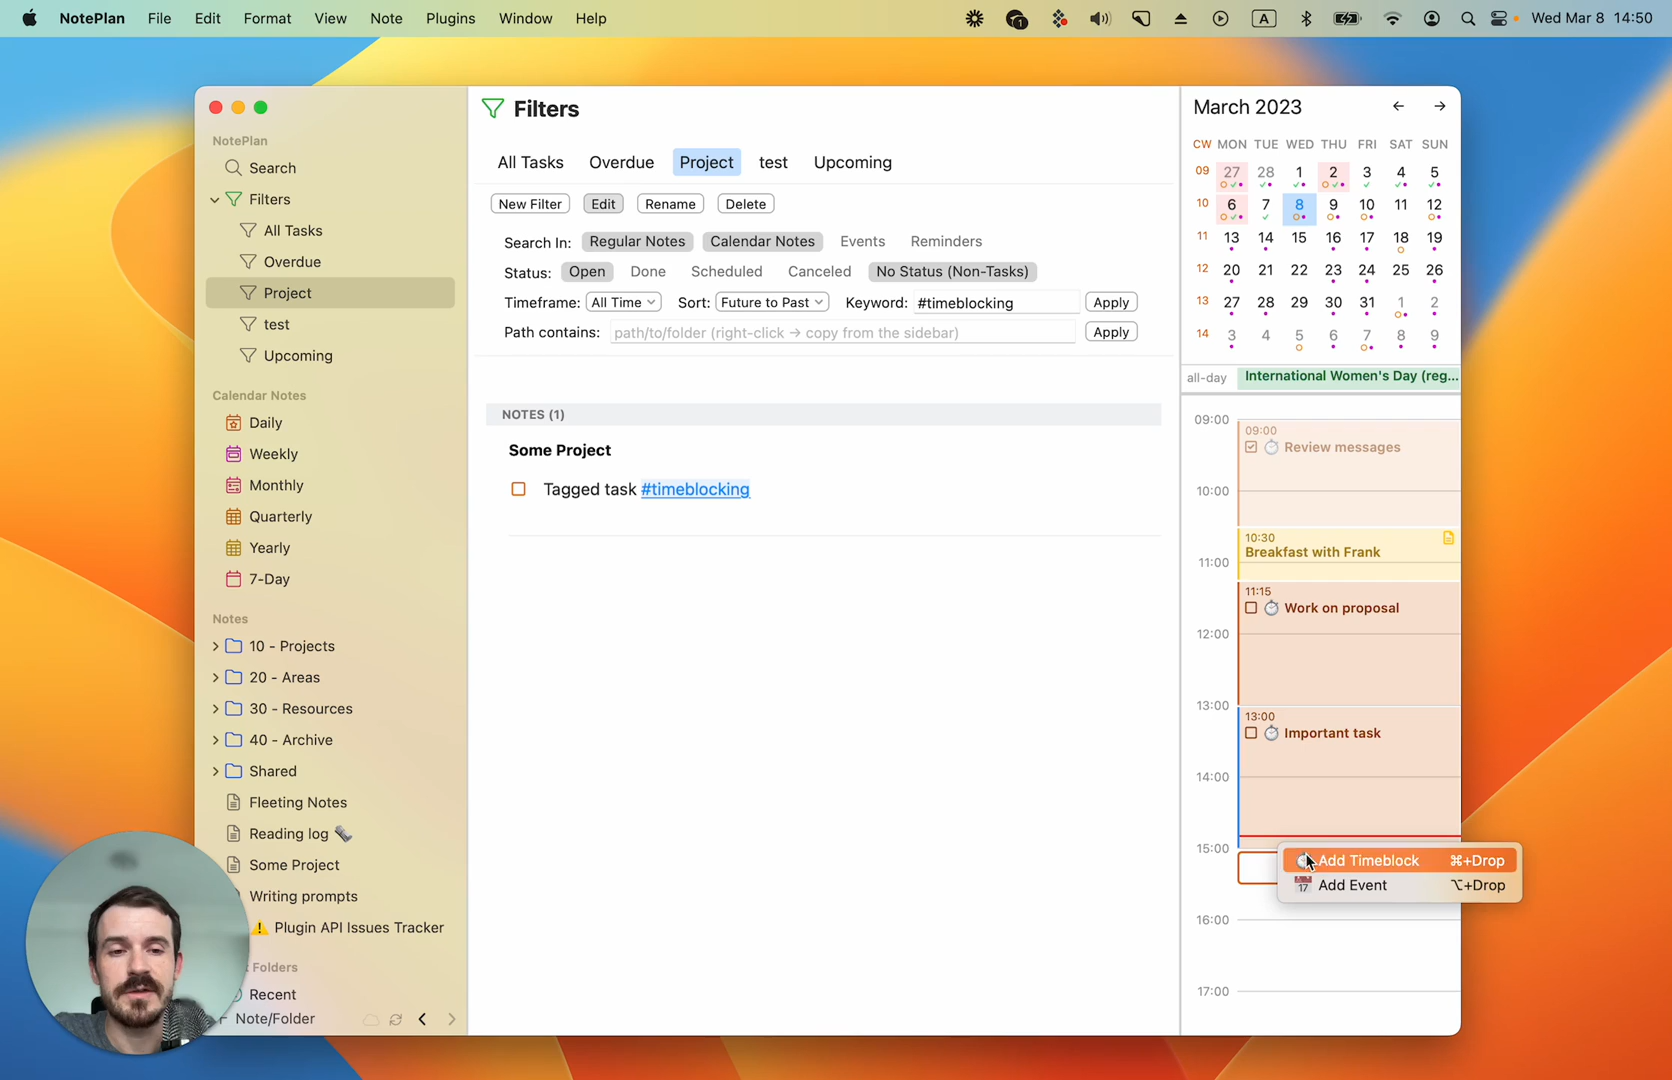 NotePlan File Edit Format View Note Plugins Window Help
1 A Wed Mar 8 14:50
NotePlan
Search
Filters
All Tasks
Overdue
Project
test
Upcoming
Calendar Notes
Daily
Weekly
Monthly
Quarterly
Yearly
7-Day
Notes
10 - Projects
20 - Areas
30 - Resources
40 - Archive
Shared
Fleeting Notes
Reading log
Some Project
Writing prompts
Plugin API Issues Tracker
Folders
Recent
Note/Folder
Filters
All Tasks Overdue Project test Upcoming
New Filter Edit Rename Delete
Search In: Regular Notes Calendar Notes Events Reminders
Status: Open Done Scheduled Canceled No Status (Non-Tasks)
Timeframe: All Time Sort: Future to Past Keyword: #timeblocking Apply
Path contains: path/to/folder (right-click → copy from the sidebar) Apply
NOTES (1)
Some Project
Tagged task #timeblocking
March 2023 ← →
CW MON TUE WED THU FRI SAT SUN
09 27 28 1 2 3 4 5
10 6 7 8 9 10 11 12
11 13 14 15 16 17 18 19
12 20 21 22 23 24 25 26
13 27 28 29 30 31 1 2
14 3 4 5 6 7 8 9
all-day International Women's Day (reg...
09:00
09:00
Review messages
10:00
10:30
Breakfast with Frank
11:00
11:15
Work on proposal
12:00
13:00
13:00
Important task
14:00
15:00
Add Timeblock ⌘+Drop
17 Add Event ⌥+Drop
16:00
17:00